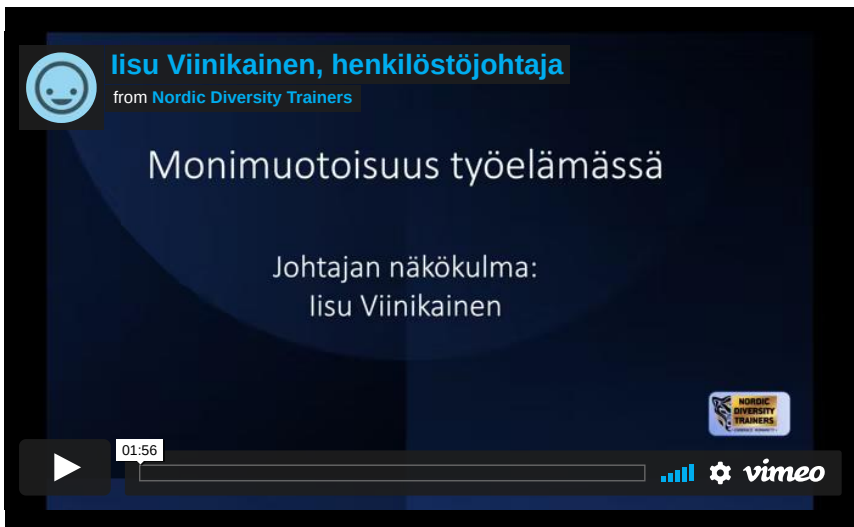 Iisu Viinikainen, henkilöstöjohtaja
from Nordic Diversity Trainers
Monimuotoisuus työelämässä
Johtajan näkökulma:
Iisu Viinikainen
NORDIC
DIVERSITY
TRAINERS
01:56
vimeo